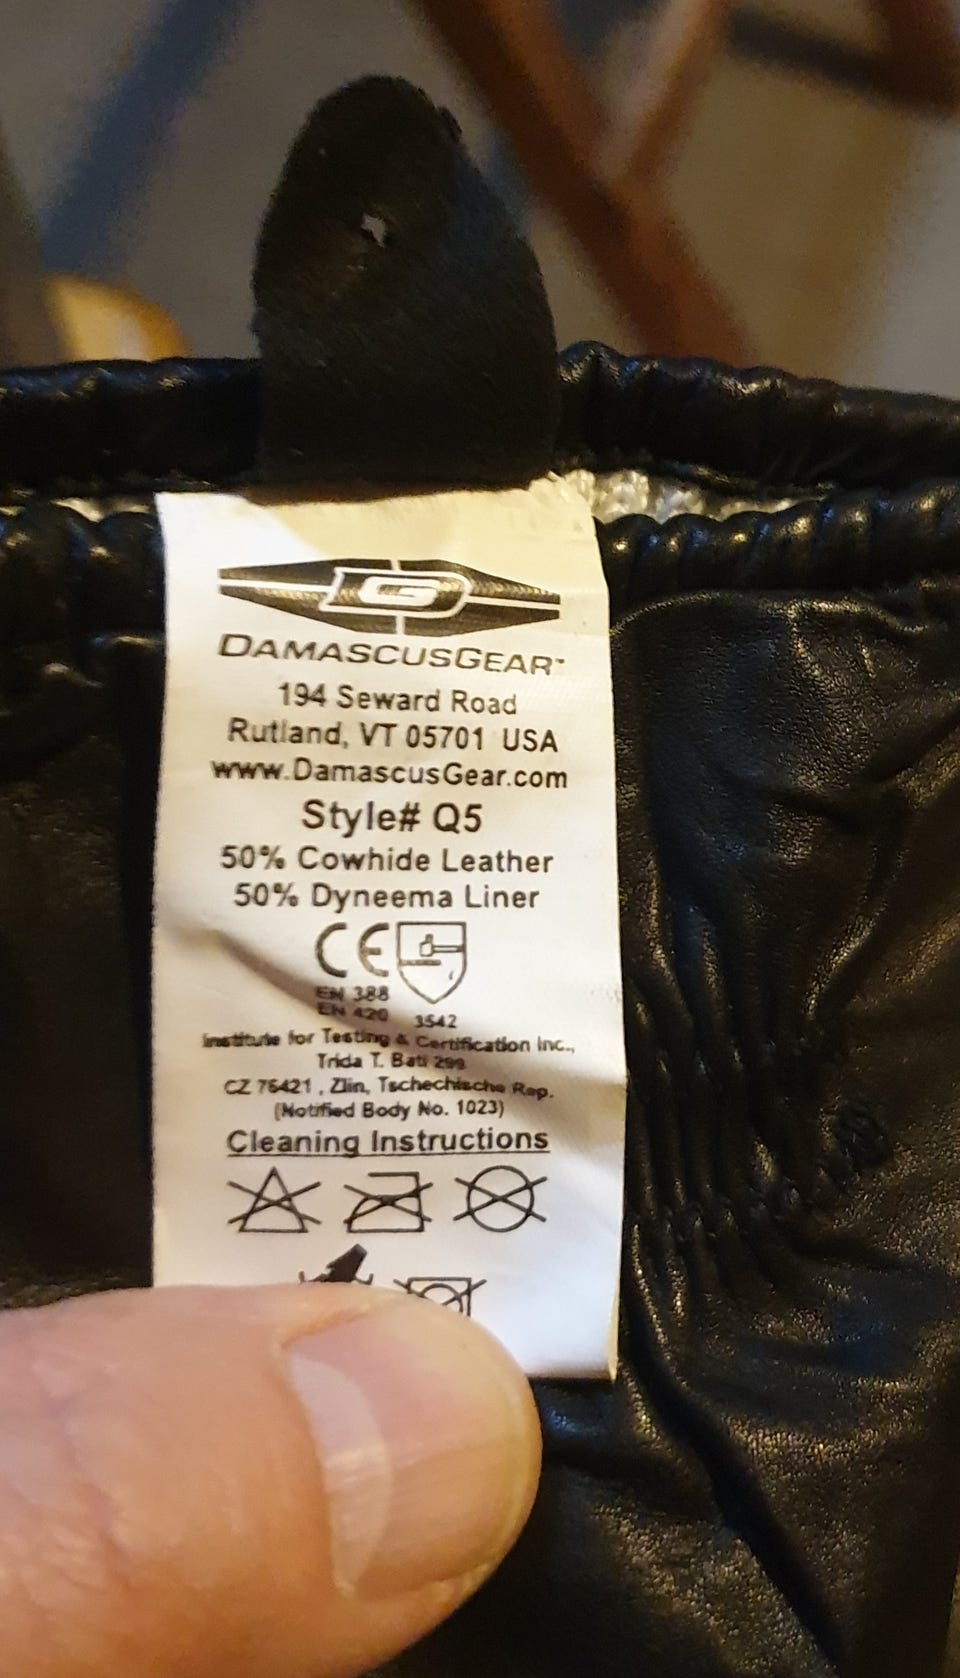 DG
DAMASCUSGEAR™
194 Seward Road
Rutland, VT 05701 USA
www.DamascusGear.com
Style# Q5
50% Cowhide Leather
50% Dyneema Liner
CE
EN 388
EN 420 3542
Institute for Testing & Certification Inc.,
Trida T. Bati 299
CZ 76421 , Zlin, Tschechische Rep.
(Notified Body No. 1023)
Cleaning Instructions